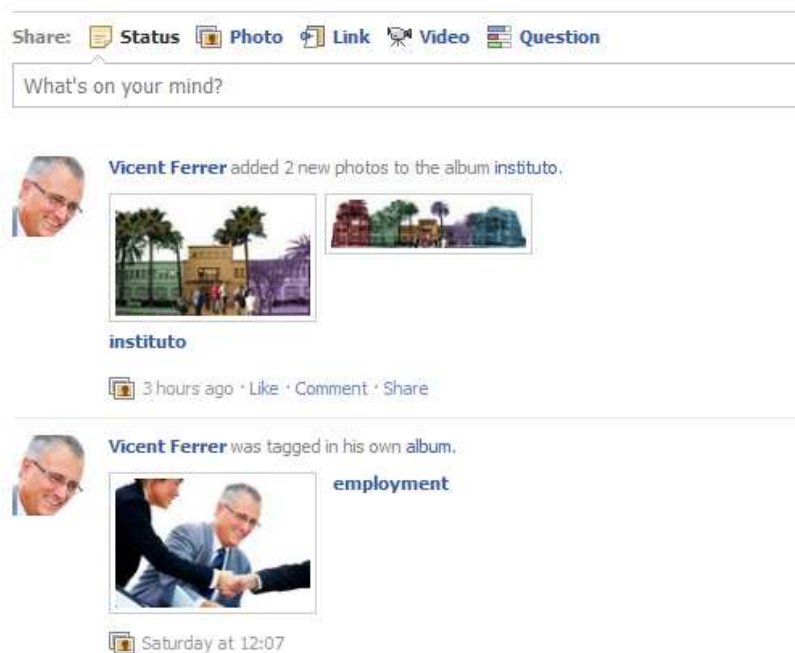 Share: Status Photo Link Video Question
What's on your mind?
Vicent Ferrer added 2 new photos to the album instituto.
instituto
3 hours ago · Like · Comment · Share
Vicent Ferrer was tagged in his own album.
employment
Saturday at 12:07